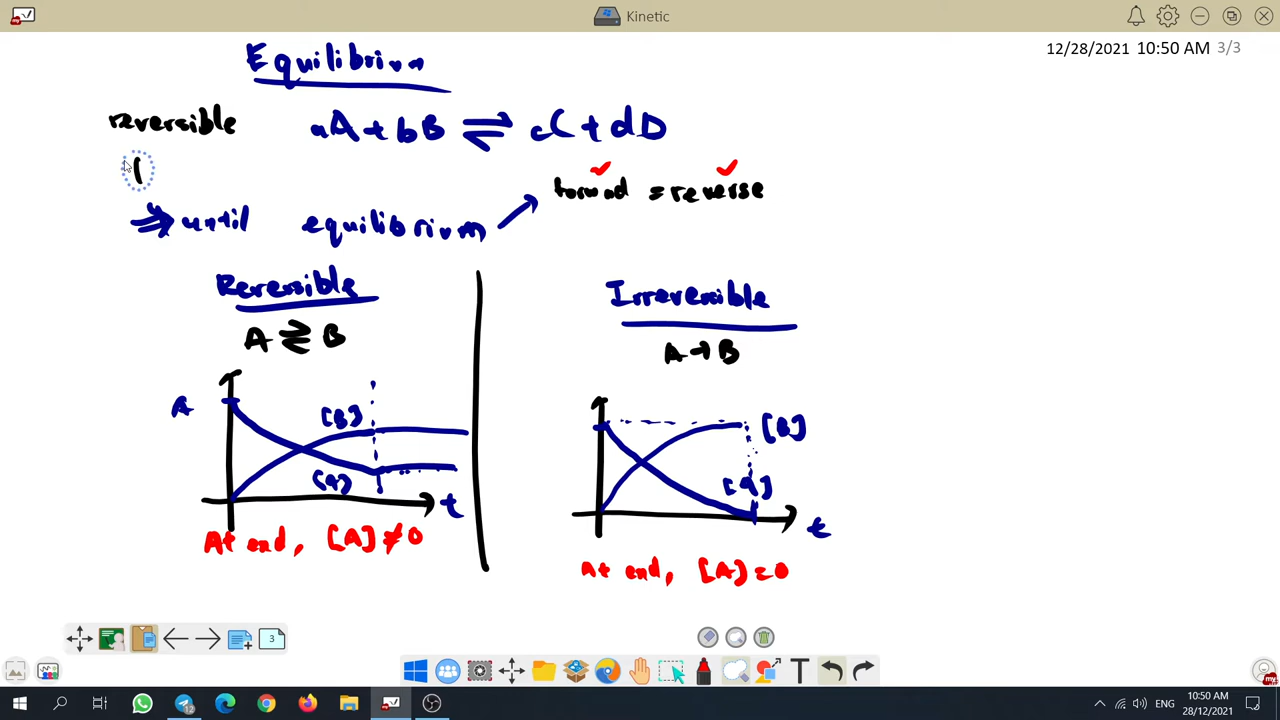 Kinetic
12/28/2021 10:50 AM 3/3
Equilibrium
reversible aA + bB ⇌ cC + dD
forward = reverse
⇒ until equilibrium
Reversible
A ⇌ B
A
[B]
[A]
t
At end, [A] ≠ 0
Irreversible
A → B
[B]
[A]
t
At end, [A] = 0
3
T
10:50 AM
ENG
28/12/2021